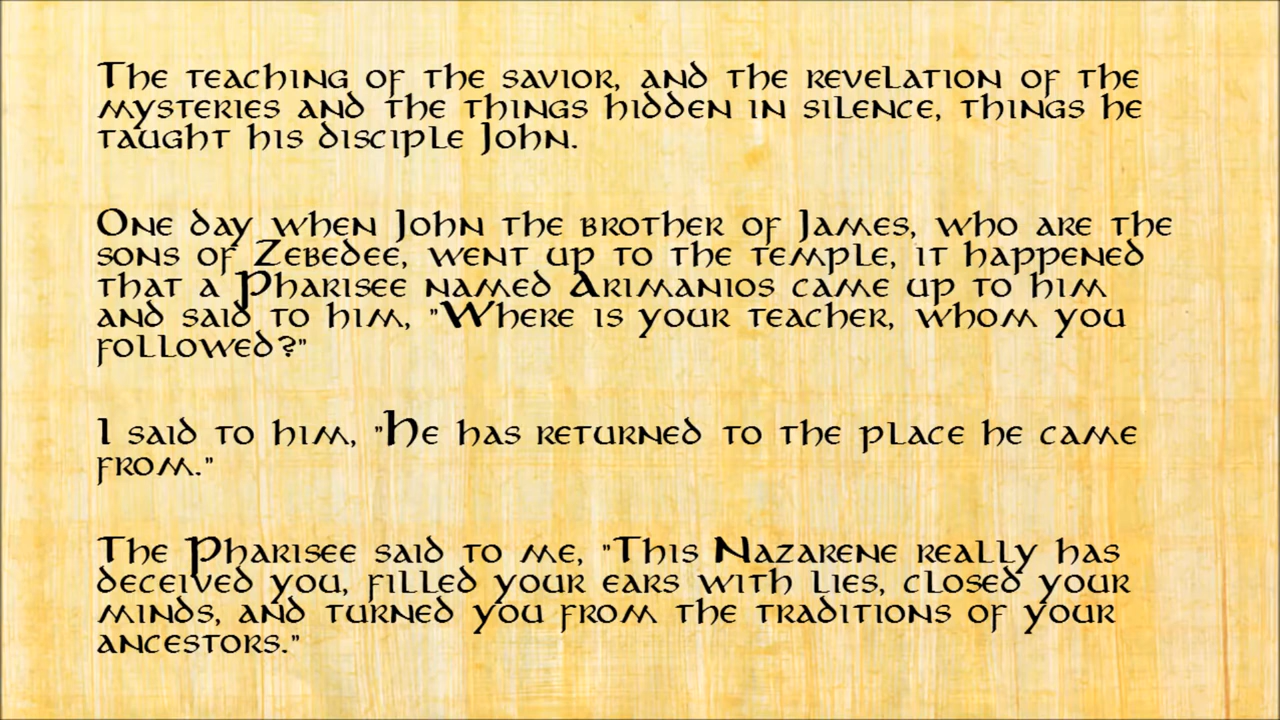 The teaching of the savior, and the revelation of the
mysteries and the things hidden in silence, things he
taught his disciple John.
One day when John the brother of James, who are the
sons of Zebedee, went up to the temple, it happened
that a Pharisee named Arimanios came up to him
and said to him, "Where is your teacher, whom you
followed?"
I said to him, "He has returned to the place he came
from."
The Pharisee said to me, "This Nazarene really has
deceived you, filled your ears with lies, closed your
minds, and turned you from the traditions of your
ancestors."